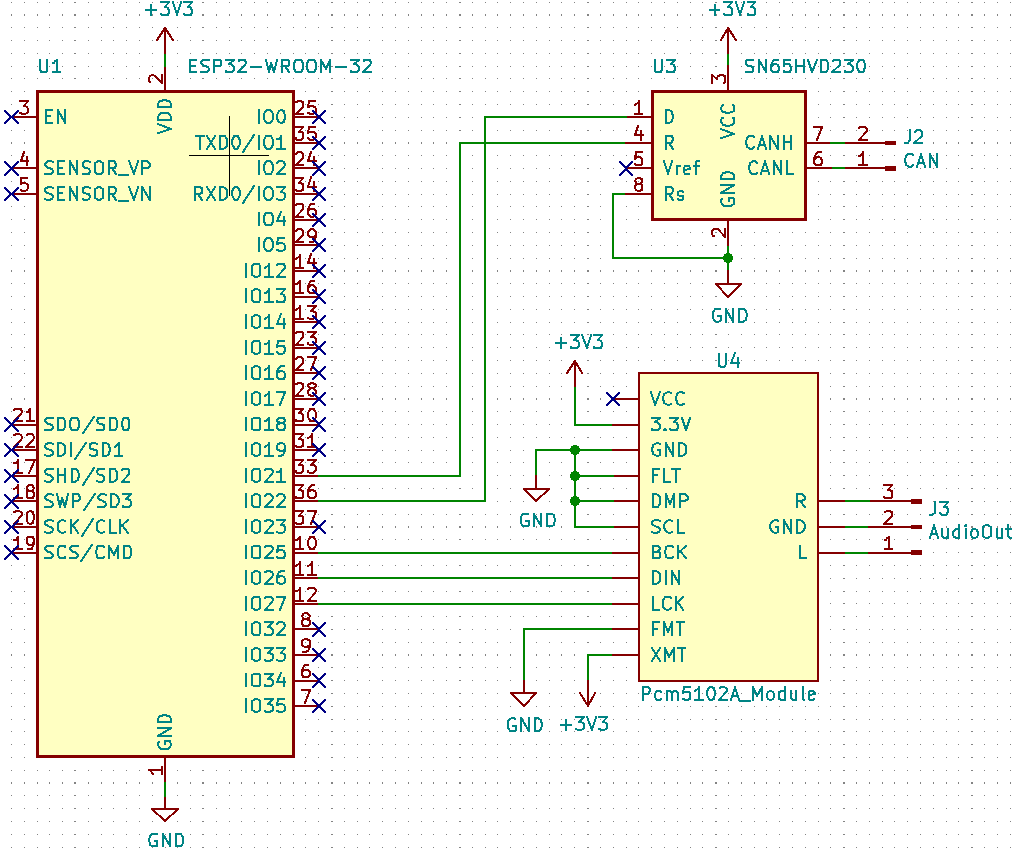 +3V3
+3V3
U1
ESP32-WROOM-32
2
VDD
3 EN
4 SENSOR_VP
5 SENSOR_VN
21 SDO/SD0
22 SDI/SD1
17 SHD/SD2
18 SWP/SD3
20 SCK/CLK
19 SCS/CMD
IO0 25
TXD0/IO1 35
IO2 24
RXD0/IO3 34
IO4 26
IO5 29
IO12 14
IO13 16
IO14 13
IO15 23
IO16 27
IO17 28
IO18 30
IO19 31
IO21 33
IO22 36
IO23 37
IO25 10
IO26 11
IO27 12
IO32 8
IO33 9
IO34 6
IO35 7
GND
1
GND
U3
SN65HVD230
3
VCC
1 D
4 R
5 Vref
8 Rs
CANH 7
CANL 6
GND
2
GND
2
1
J2
CAN
+3V3
U4
VCC
3.3V
GND
FLT
DMP
SCL
BCK
DIN
LCK
FMT
XMT
GND
GND
+3V3
R
GND
L
3
2
1
J3
AudioOut
Pcm5102A_Module